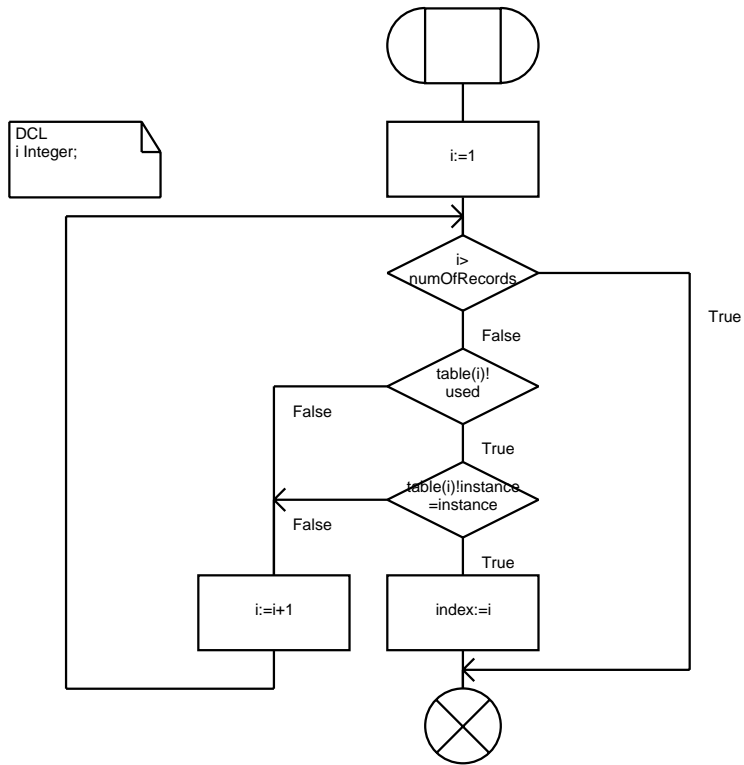 DCL
i Integer;
i:=1
i>
numOfRecords
True
False
table(i)!
used
False
True
table(i)!instance
=instance
False
True
i:=i+1
index:=i